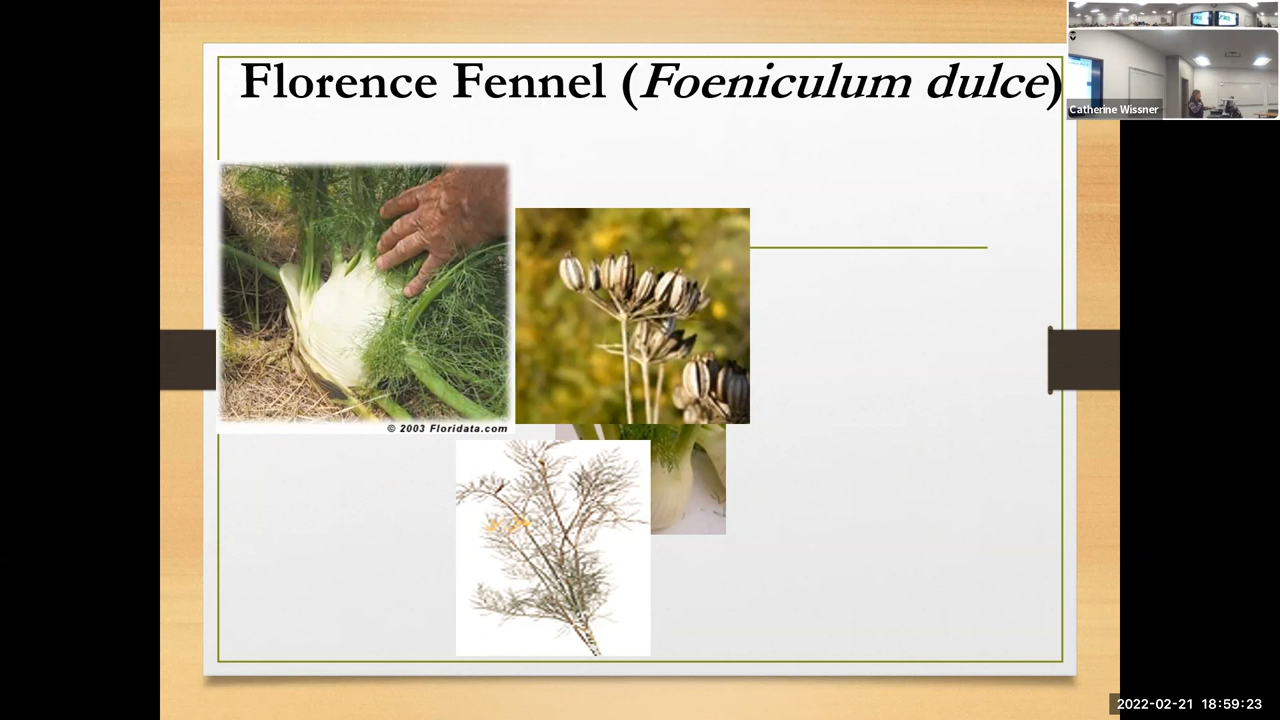 Florence Fennel (Foeniculum dulce)
Catherine Wissner
© 2003 Floridata.com
2022-02-21 18:59:23